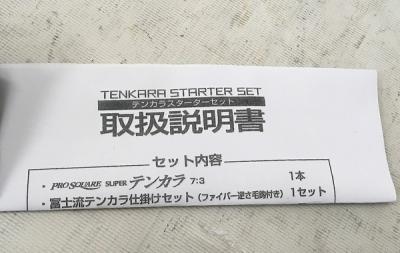 TENKARA STARTER SET
テンカラスターターセット
取扱説明書
セット内容
・PROSQUARE SUPER テンカラ 7:3 1本
・冨士流テンカラ仕掛けセット（ファイバー逆さ毛鈎付き）1セット